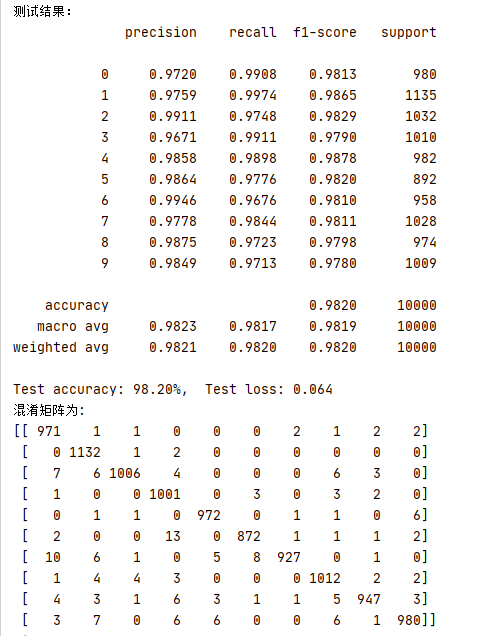 测试结果:
precision recall f1-score support
0 0.9720 0.9908 0.9813 980
1 0.9759 0.9974 0.9865 1135
2 0.9911 0.9748 0.9829 1032
3 0.9671 0.9911 0.9790 1010
4 0.9858 0.9898 0.9878 982
5 0.9864 0.9776 0.9820 892
6 0.9946 0.9676 0.9810 958
7 0.9778 0.9844 0.9811 1028
8 0.9875 0.9723 0.9798 974
9 0.9849 0.9713 0.9780 1009
accuracy 0.9820 10000
macro avg 0.9823 0.9817 0.9819 10000
weighted avg 0.9821 0.9820 0.9820 10000
Test accuracy: 98.20%, Test loss: 0.064
混淆矩阵为:
[[ 971 1 1 0 0 0 2 1 2 2]
[ 0 1132 1 2 0 0 0 0 0 0]
[ 7 6 1006 4 0 0 0 6 3 0]
[ 1 0 0 1001 0 3 0 3 2 0]
[ 0 1 1 0 972 0 1 1 0 6]
[ 2 0 0 13 0 872 1 1 1 2]
[ 10 6 1 0 5 8 927 0 1 0]
[ 1 4 4 3 0 0 0 1012 2 2]
[ 4 3 1 6 3 1 1 5 947 3]
[ 3 7 0 6 6 0 0 6 1 980]]